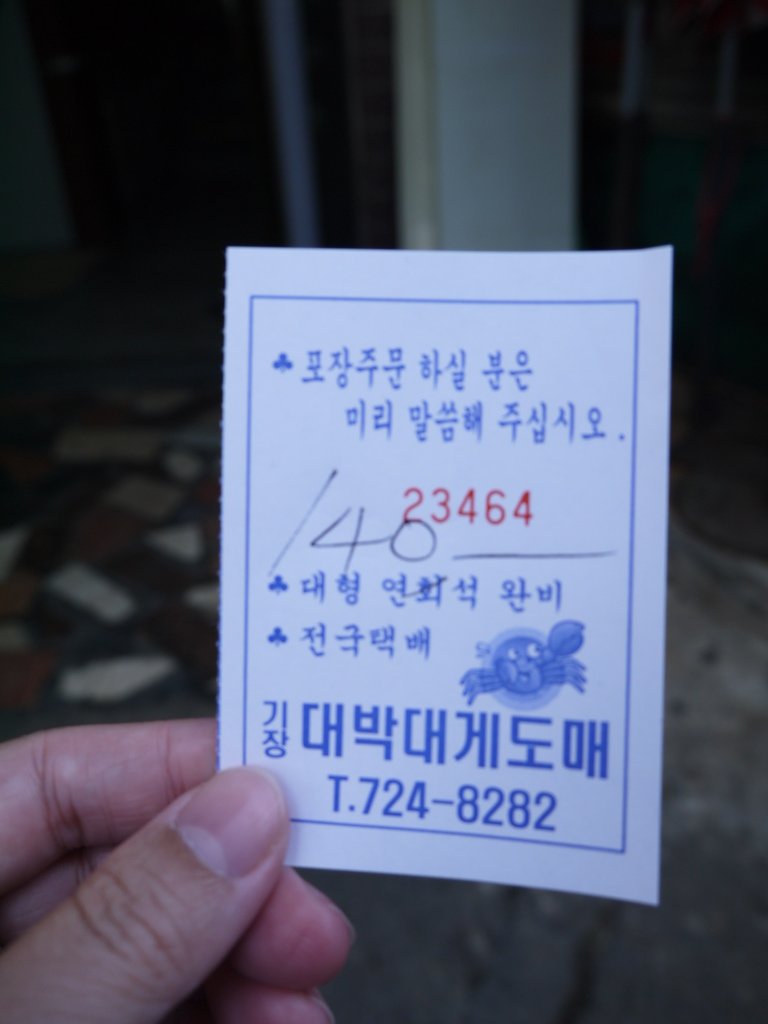 ♣ 포장주문 하실 분은
미리 말씀해 주십시오.
23464
140
♣ 대형 연회석 완비
♣ 전국택배
기장 대박대게도매
T.724-8282